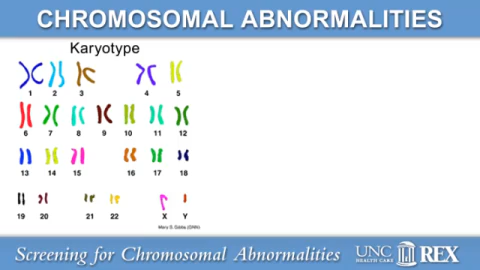 CHROMOSOMAL ABNORMALITIES
Karyotype
1 2 3 4 5
6 7 8 9 10 11 12
13 14 15 16 17 18
19 20 21 22 X Y
Screening for Chromosomal Abnormalities
UNC REX
HEALTH CARE